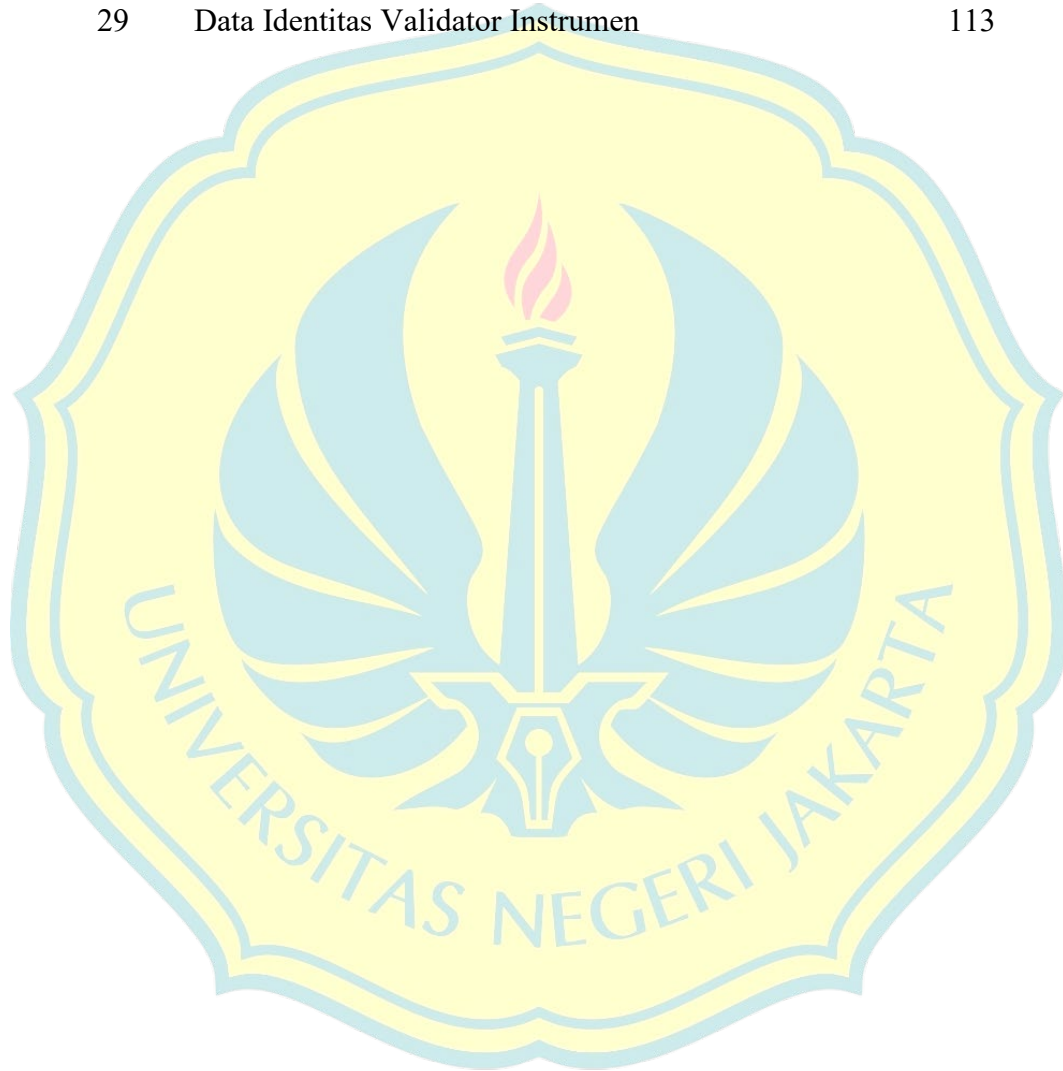 29 Data Identitas Validator Instrumen 113
UNIVERSITAS NEGERI JAKARTA